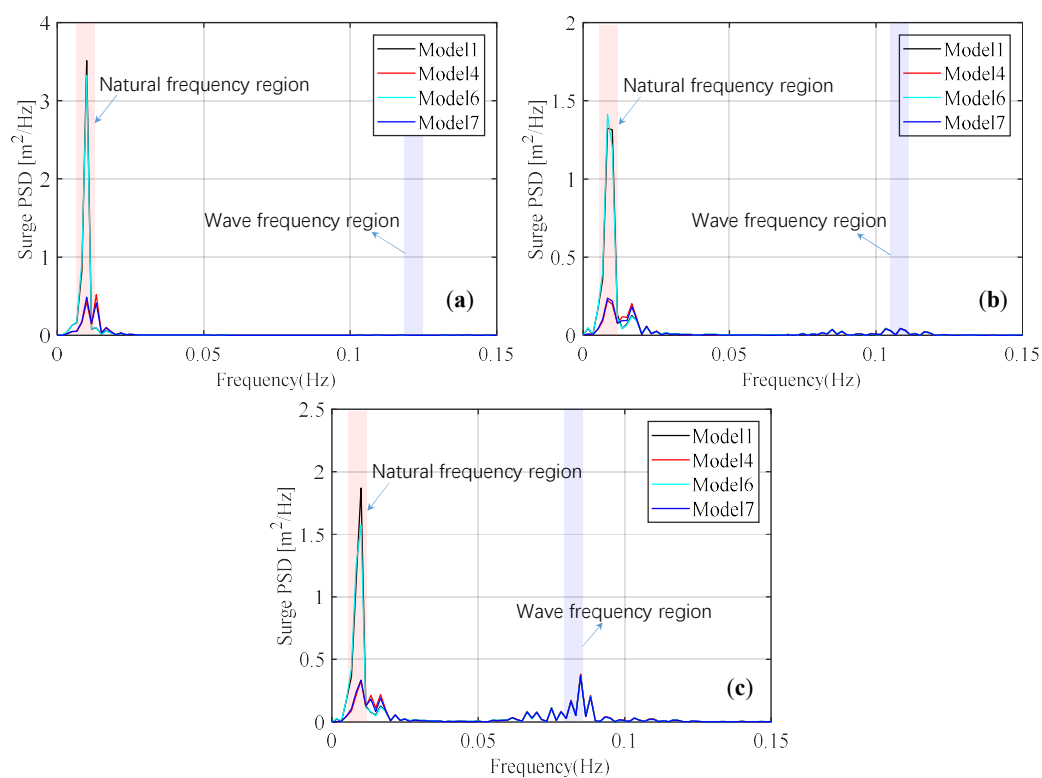 4
3
2
1
0
Surge PSD [m²/Hz]
Natural frequency region
Model1
Model4
Model6
Model7
Wave frequency region
(a)
0
0.05
0.1
0.15
Frequency(Hz)
2
1.5
1
0.5
0
Surge PSD [m²/Hz]
Natural frequency region
Model1
Model4
Model6
Model7
Wave frequency region
(b)
0
0.05
0.1
0.15
Frequency(Hz)
2.5
2
1.5
1
0.5
0
Surge PSD [m²/Hz]
Natural frequency region
Model1
Model4
Model6
Model7
Wave frequency region
(c)
0
0.05
0.1
0.15
Frequency(Hz)